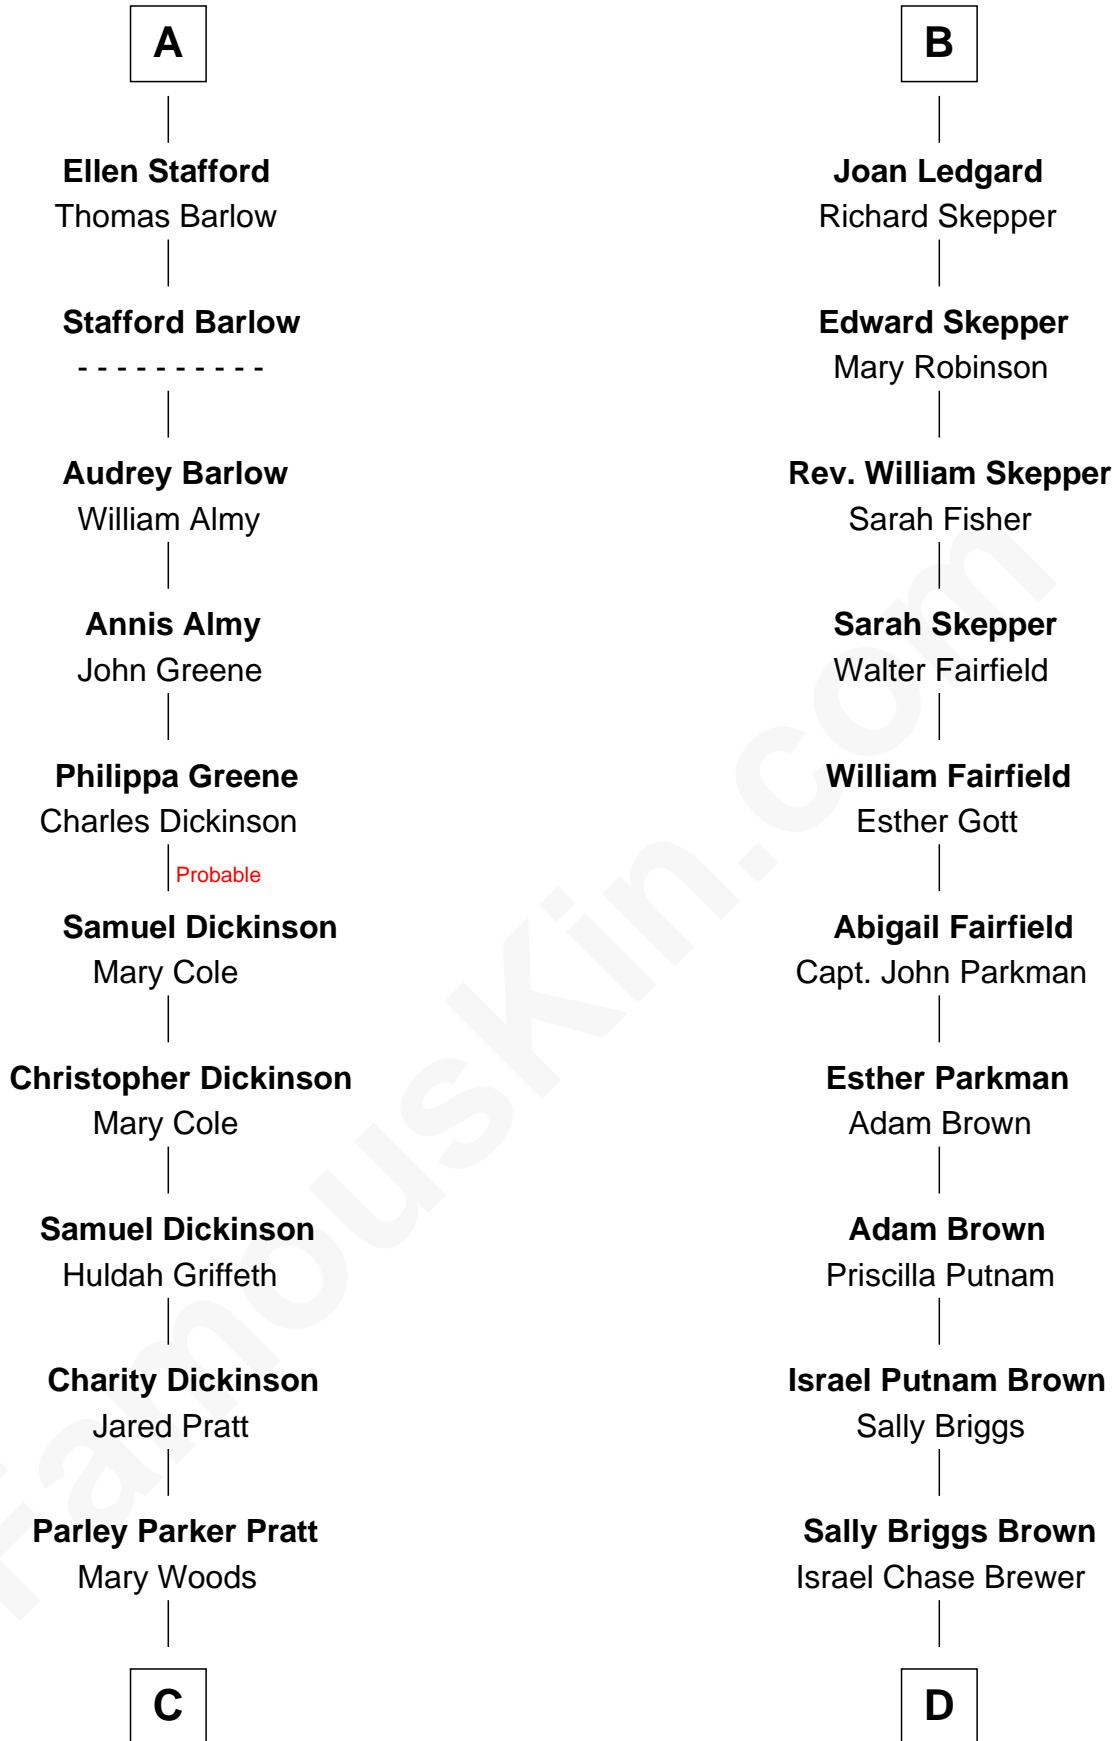 A
Ellen Stafford
Thomas Barlow
Stafford Barlow
- - - - - - - - - -
Audrey Barlow
William Almy
Annis Almy
John Greene
Philippa Greene
Charles Dickinson
Probable
Samuel Dickinson
Mary Cole
Christopher Dickinson
Mary Cole
Samuel Dickinson
Huldah Griffeth
Charity Dickinson
Jared Pratt
Parley Parker Pratt
Mary Woods
C
B
Joan Ledgard
Richard Skepper
Edward Skepper
Mary Robinson
Rev. William Skepper
Sarah Fisher
Sarah Skepper
Walter Fairfield
William Fairfield
Esther Gott
Abigail Fairfield
Capt. John Parkman
Esther Parkman
Adam Brown
Adam Brown
Priscilla Putnam
Israel Putnam Brown
Sally Briggs
Sally Briggs Brown
Israel Chase Brewer
D
FamousKin.com